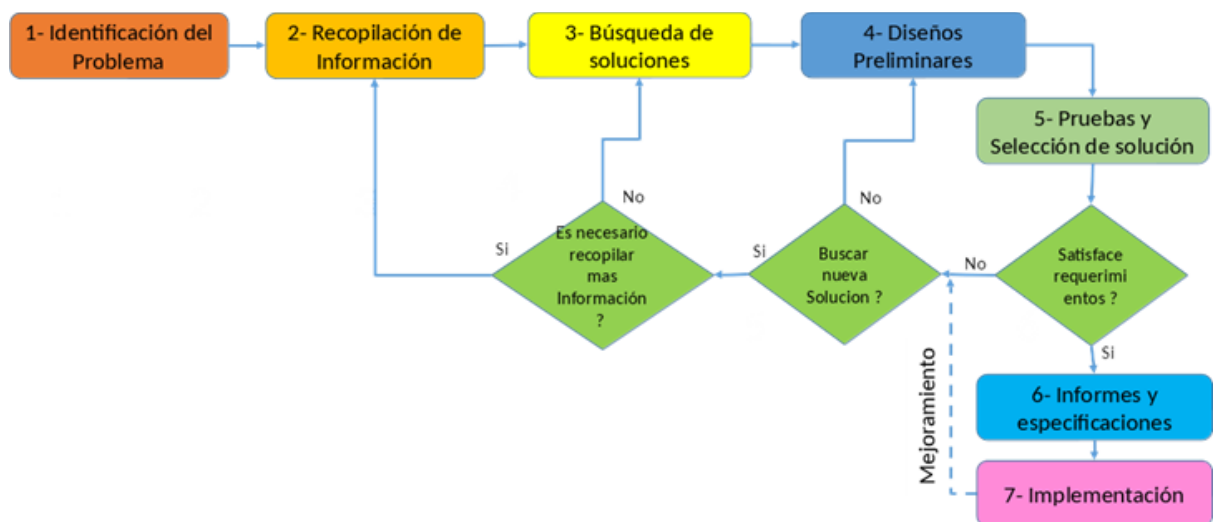 1- Identificación del
Problema
2- Recopilación de
Información
3- Búsqueda de
soluciones
4- Diseños
Preliminares
5- Pruebas y
Selección de solución
No
No
Es necesario
recopilar
mas
Información
?
Si
Buscar
nueva
Solucion ?
Si
No
Satisface
requerimi
entos ?
Si
Mejoramiento
6- Informes y
especificaciones
7- Implementación